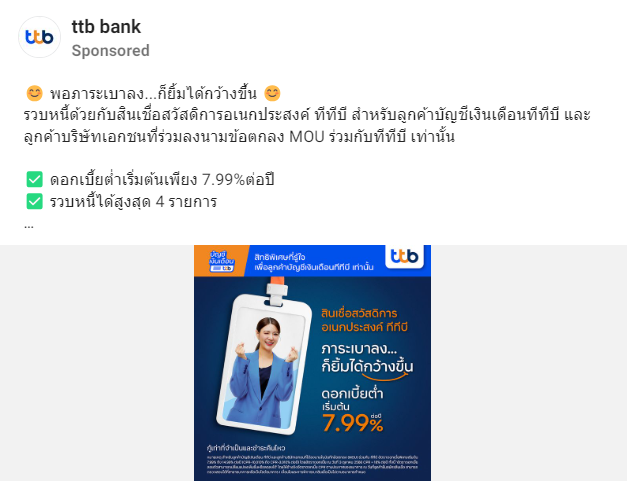 ttb bank
Sponsored
😊 พอภาระเบาลง...ก็ยิ้มได้กว้างขึ้น 😊
รวบหนี้ด้วยกับสินเชื่อสวัสดิการอเนกประสงค์ ทีทีบี สำหรับลูกค้าบัญชีเงินเดือนทีทีบี และ
ลูกค้าบริษัทเอกชนที่ร่วมลงนามข้อตกลง MOU ร่วมกับทีทีบี เท่านั้น
✅ ดอกเบี้ยต่ำเริ่มต้นเพียง 7.99%ต่อปี
✅ รวบหนี้ได้สูงสุด 4 รายการ
...
บัญชี
เงินเดือน
ttb
สิทธิพิเศษที่รู้ใจ
เพื่อลูกค้าบัญชีเงินเดือนทีทีบี เท่านั้น
ttb
สินเชื่อสวัสดิการ
อเนกประสงค์ ทีทีบี
ภาระเบาลง...
ก็ยิ้มได้กว้างขึ้น
ดอกเบี้ยต่ำ
เริ่มต้น
7.99% ต่อปี
กู้เท่าที่จำเป็นและชำระคืนไหว